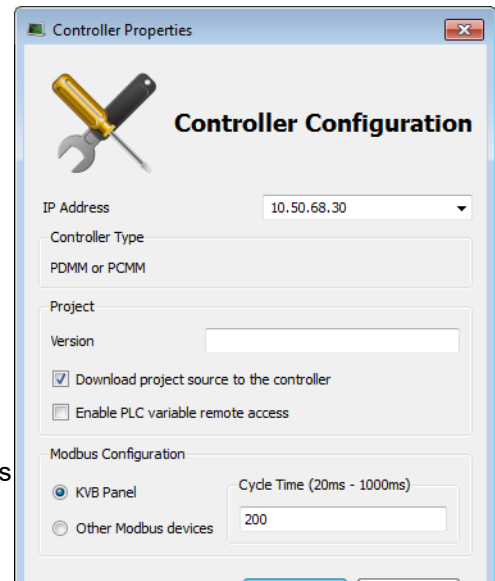 Controller Properties
Controller Configuration
IP Address
10.50.68.30
Controller Type
PDMM or PCMM
Project
Version
Download project source to the controller
Enable PLC variable remote access
Modbus Configuration
s
KVB Panel
Cycle Time (20ms - 1000ms)
200
Other Modbus devices